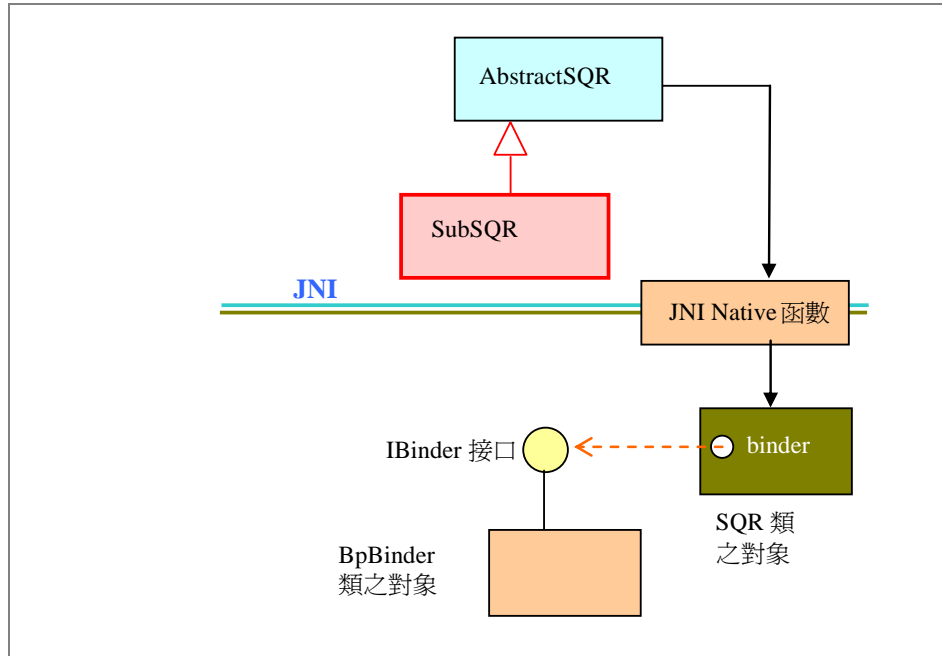 AbstractSQR
SubSQR
JNI
JNI Native 函數
binder
IBinder 接口
SQR 類
之對象
BpBinder
類之對象